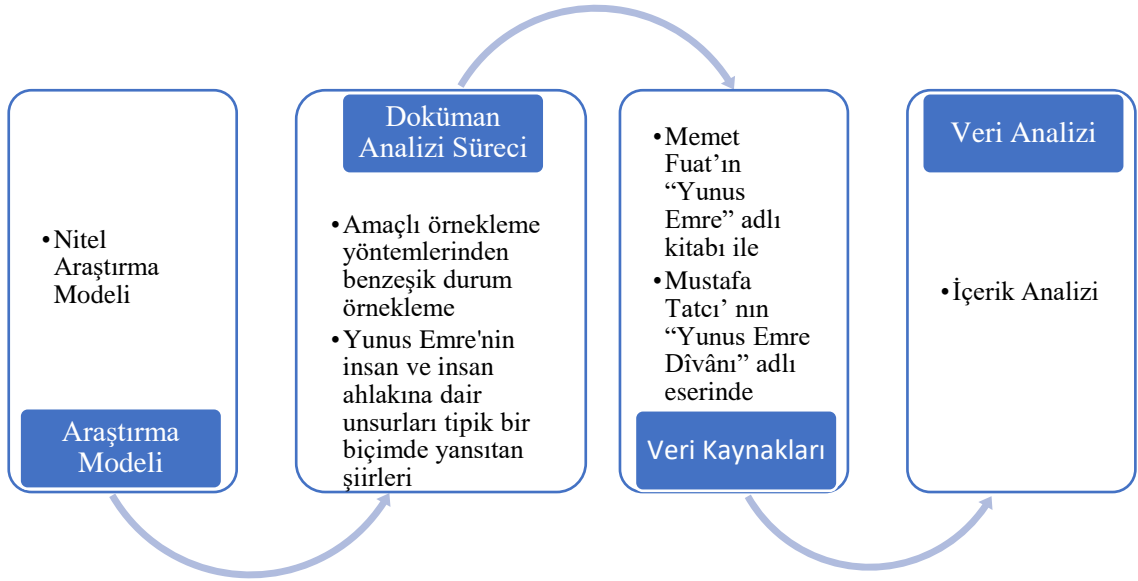 •Nitel
Araştırma
Modeli
Araştırma
Modeli
Doküman
Analizi Süreci
•Amaçlı örnekleme
yöntemlerinden
benzeşik durum
örnekleme
•Yunus Emre'nin
insan ve insan
ahlakına dair
unsurları tipik bir
biçimde yansıtan
şiirleri
•Memet
Fuat’ın
“Yunus
Emre” adlı
kitabı ile
•Mustafa
Tatcı’ nın
“Yunus Emre
Dîvânı” adlı
eserinde
Veri Kaynakları
Veri Analizi
•İçerik Analizi